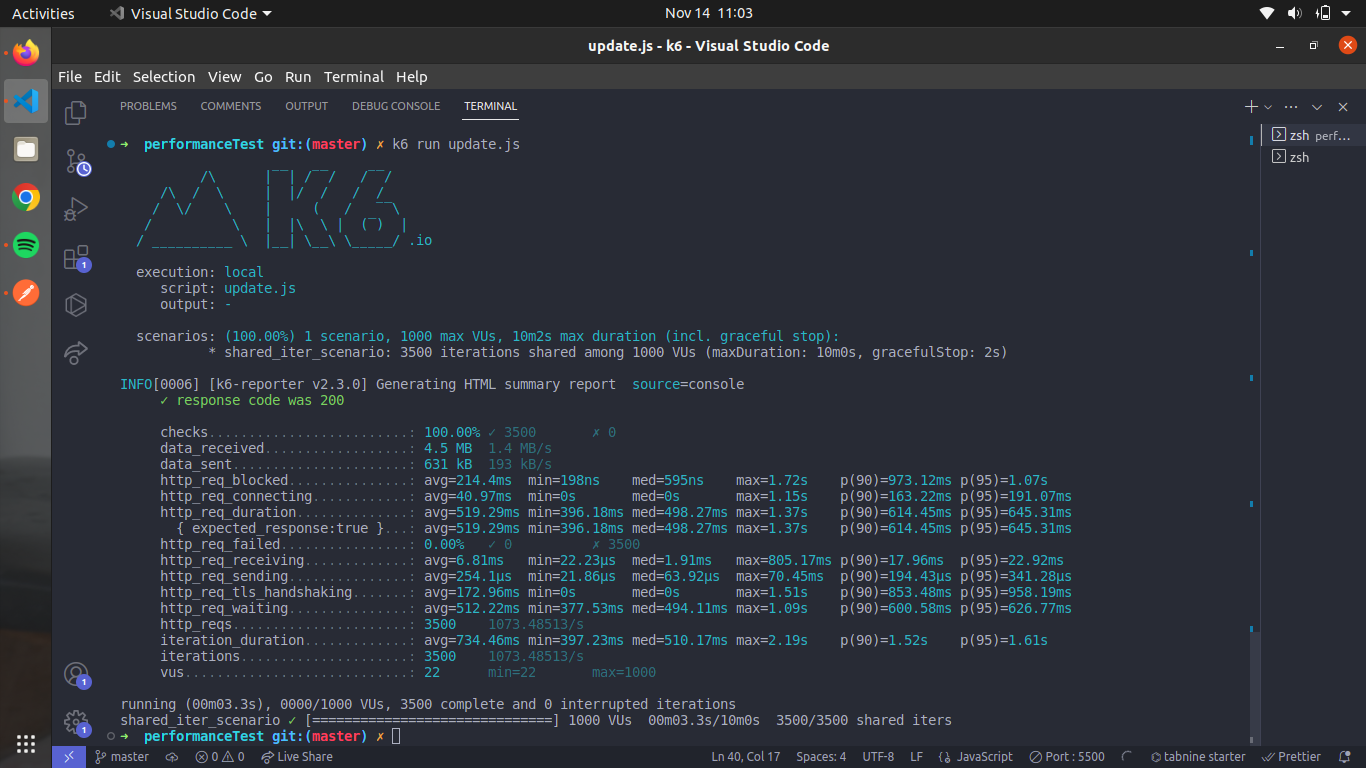 Activities
Visual Studio Code
Nov 14 11:03
update.js - k6 - Visual Studio Code
File Edit Selection View Go Run Terminal Help
PROBLEMS COMMENTS OUTPUT DEBUG CONSOLE TERMINAL
➜ performanceTest git:(master) ✗ k6 run update.js
zsh perf...
zsh
.io
execution: local
script: update.js
output: -
scenarios: (100.00%) 1 scenario, 1000 max VUs, 10m2s max duration (incl. graceful stop):
* shared_iter_scenario: 3500 iterations shared among 1000 VUs (maxDuration: 10m0s, gracefulStop: 2s)
INFO[0006] [k6-reporter v2.3.0] Generating HTML summary report source=console
✓ response code was 200
checks.........................: 100.00% ✓ 3500 ✗ 0
data_received..................: 4.5 MB 1.4 MB/s
data_sent......................: 631 kB 193 kB/s
http_req_blocked...............: avg=214.4ms min=198ns med=595ns max=1.72s p(90)=973.12ms p(95)=1.07s
http_req_connecting............: avg=40.97ms min=0s med=0s max=1.15s p(90)=163.22ms p(95)=191.07ms
http_req_duration..............: avg=519.29ms min=396.18ms med=498.27ms max=1.37s p(90)=614.45ms p(95)=645.31ms
{ expected_response:true }...: avg=519.29ms min=396.18ms med=498.27ms max=1.37s p(90)=614.45ms p(95)=645.31ms
http_req_failed................: 0.00% ✓ 0 ✗ 3500
http_req_receiving.............: avg=6.81ms min=22.23µs med=1.91ms max=805.17ms p(90)=17.96ms p(95)=22.92ms
http_req_sending...............: avg=254.1µs min=21.86µs med=63.92µs max=70.45ms p(90)=194.43µs p(95)=341.28µs
http_req_tls_handshaking.......: avg=172.96ms min=0s med=0s max=1.51s p(90)=853.48ms p(95)=958.19ms
http_req_waiting...............: avg=512.22ms min=377.53ms med=494.11ms max=1.09s p(90)=600.58ms p(95)=626.77ms
http_reqs......................: 3500 1073.48513/s
iteration_duration.............: avg=734.46ms min=397.23ms med=510.17ms max=2.19s p(90)=1.52s p(95)=1.61s
iterations.....................: 3500 1073.48513/s
vus............................: 22 min=22 max=1000
running (00m03.3s), 0000/1000 VUs, 3500 complete and 0 interrupted iterations
shared_iter_scenario ✓ [==============================] 1000 VUs 00m03.3s/10m0s 3500/3500 shared iters
➜ performanceTest git:(master) ✗
1
1
1
master 0 0 Live Share Ln 40, Col 17 Spaces: 4 UTF-8 LF JavaScript Port : 5500 tabnine starter Prettier